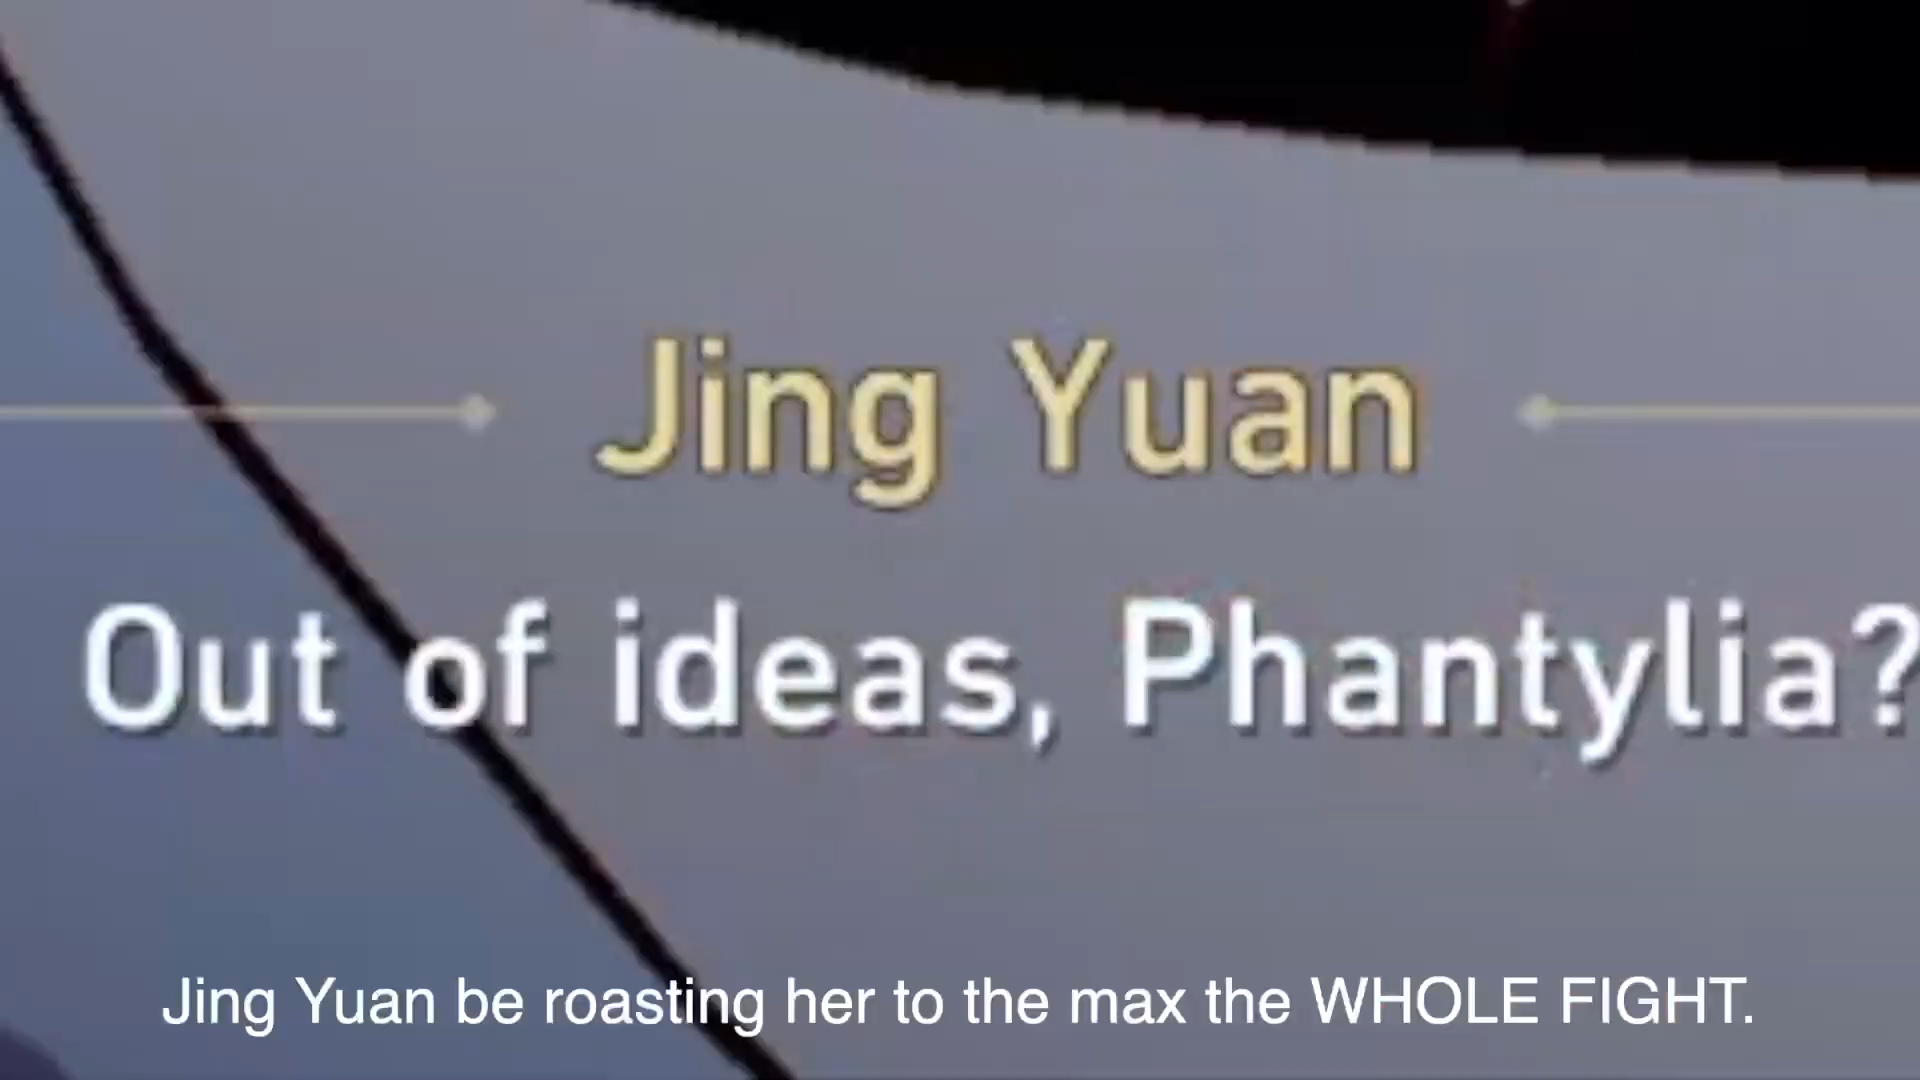 Jing Yuan
Out of ideas, Phantylia?
Jing Yuan be roasting her to the max the WHOLE FIGHT.